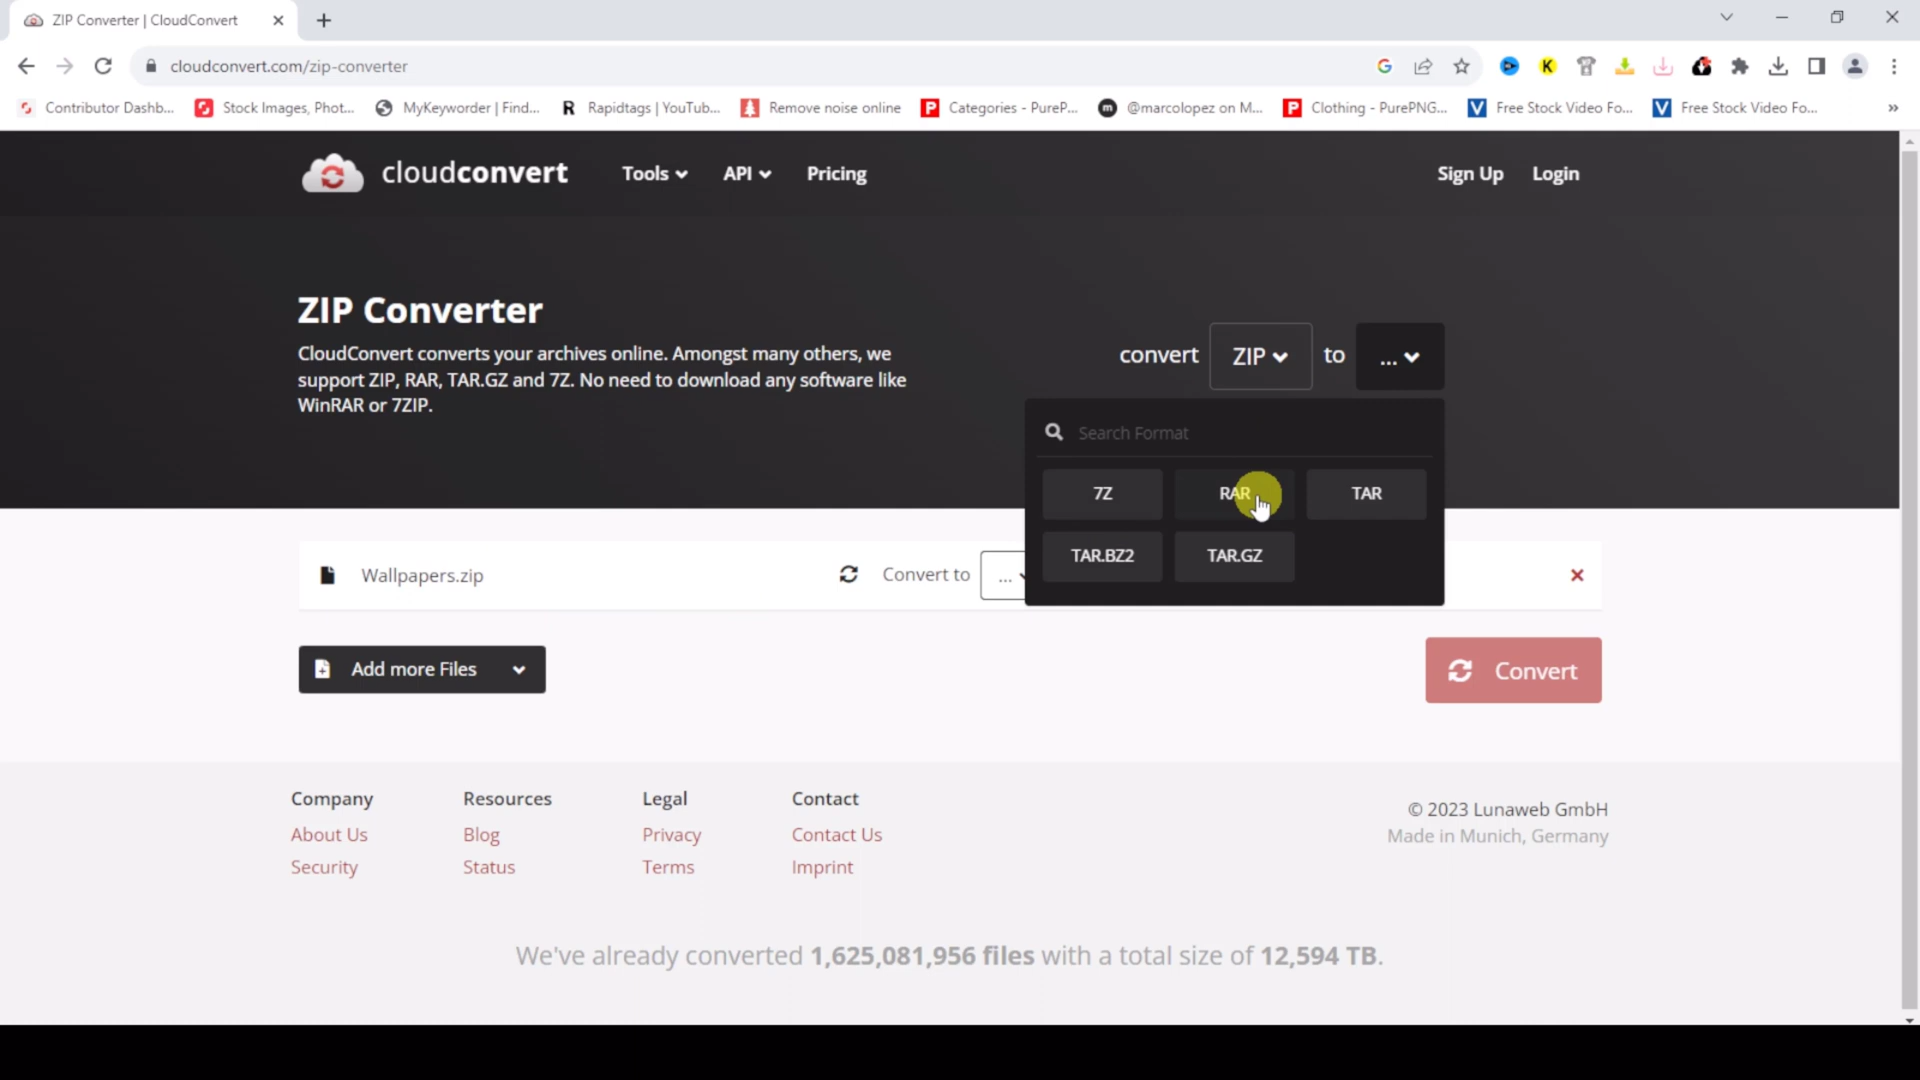 ZIP Converter | CloudConvert
cloudconvert.com/zip-converter
Contributor Dashb... Stock Images, Phot... MyKeyworder | Find... Rapidtags | YouTub... Remove noise online Categories - PureP... @marcolopez on M... Clothing - PurePNG... Free Stock Video Fo... Free Stock Video Fo... »
cloudconvert Tools API Pricing Sign Up Login
ZIP Converter
CloudConvert converts your archives online. Amongst many others, we
support ZIP, RAR, TAR.GZ and 7Z. No need to download any software like
WinRAR or 7ZIP.
convert ZIP to ...
Search Format
7Z RAR TAR
TAR.BZ2 TAR.GZ
Wallpapers.zip Convert to ...
Add more Files Convert
Company Resources Legal Contact
About Us Blog Privacy Contact Us
Security Status Terms Imprint
© 2023 Lunaweb GmbH
Made in Munich, Germany
We've already converted 1,625,081,956 files with a total size of 12,594 TB.